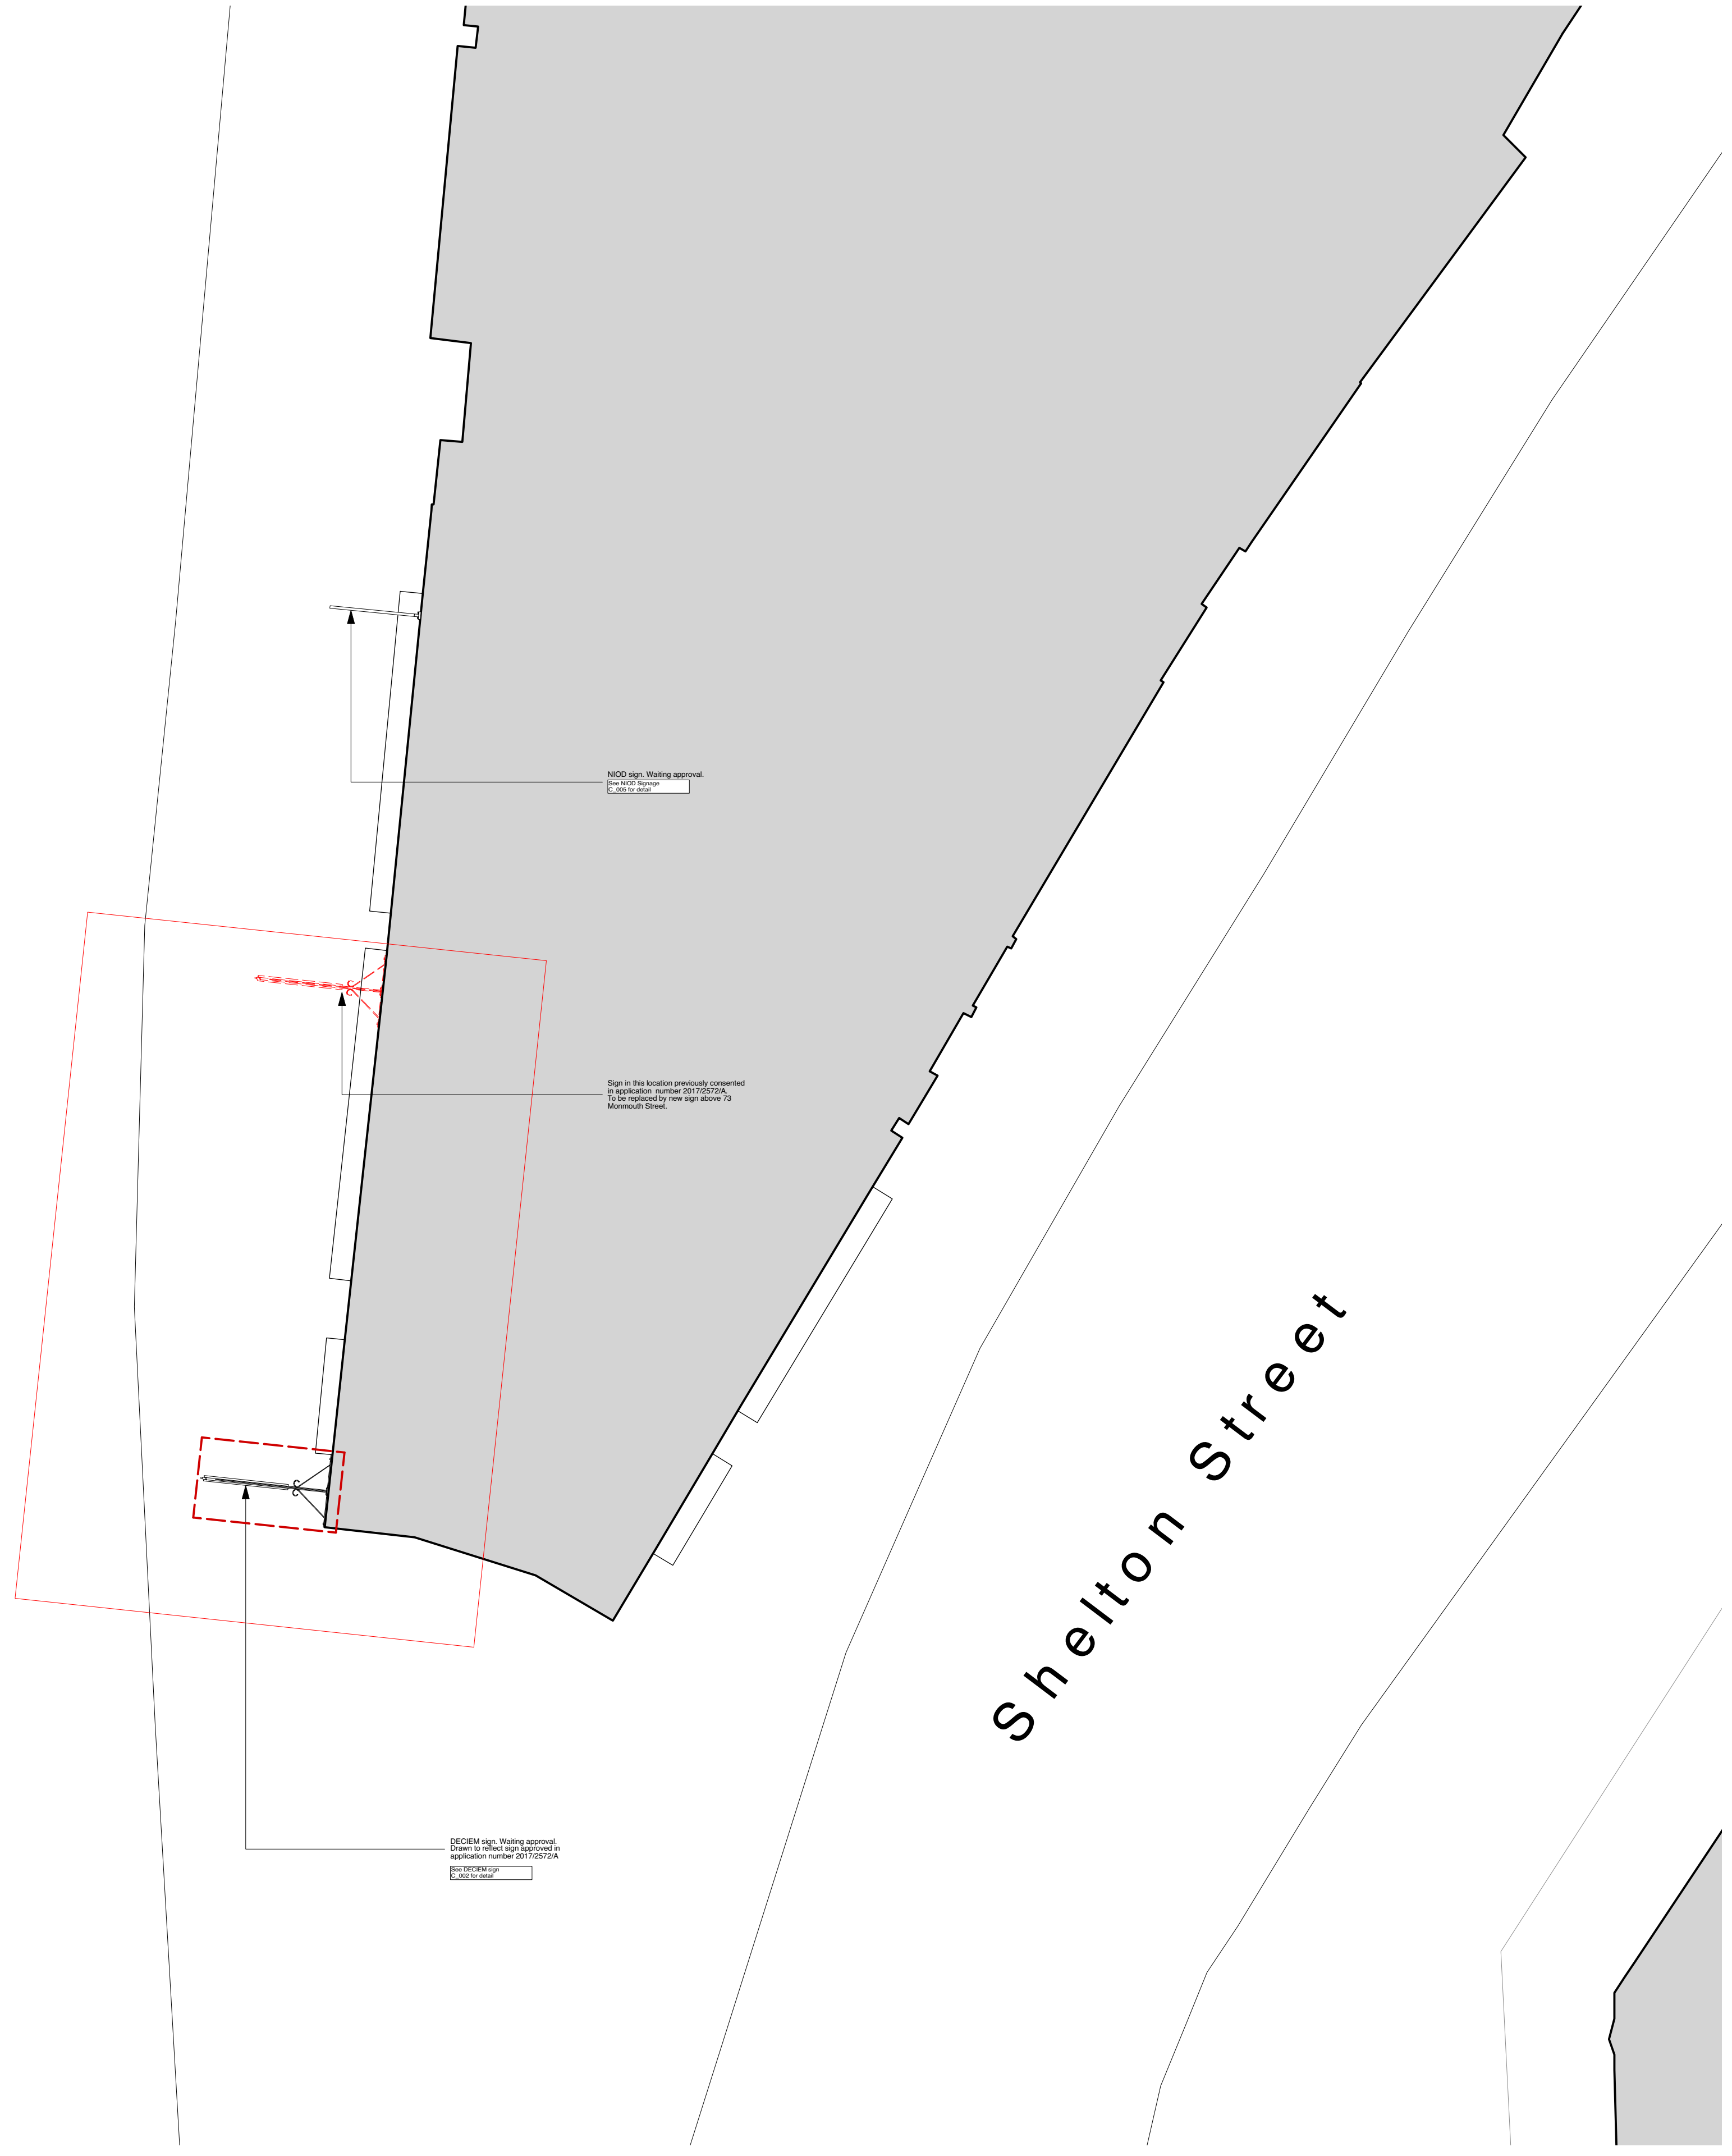 NIOD sign. Waiting approval.
See NIOD Signage
C_005 for detail
Sign in this location previously consented
in application number 2017/2572/A.
To be replaced by new sign above 73
Monmouth Street.
Shelton Street
DECIEM sign. Waiting approval.
Drawn to reflect sign approved in
application number 2017/2572/A
See DECIEM sign
C_002 for detail